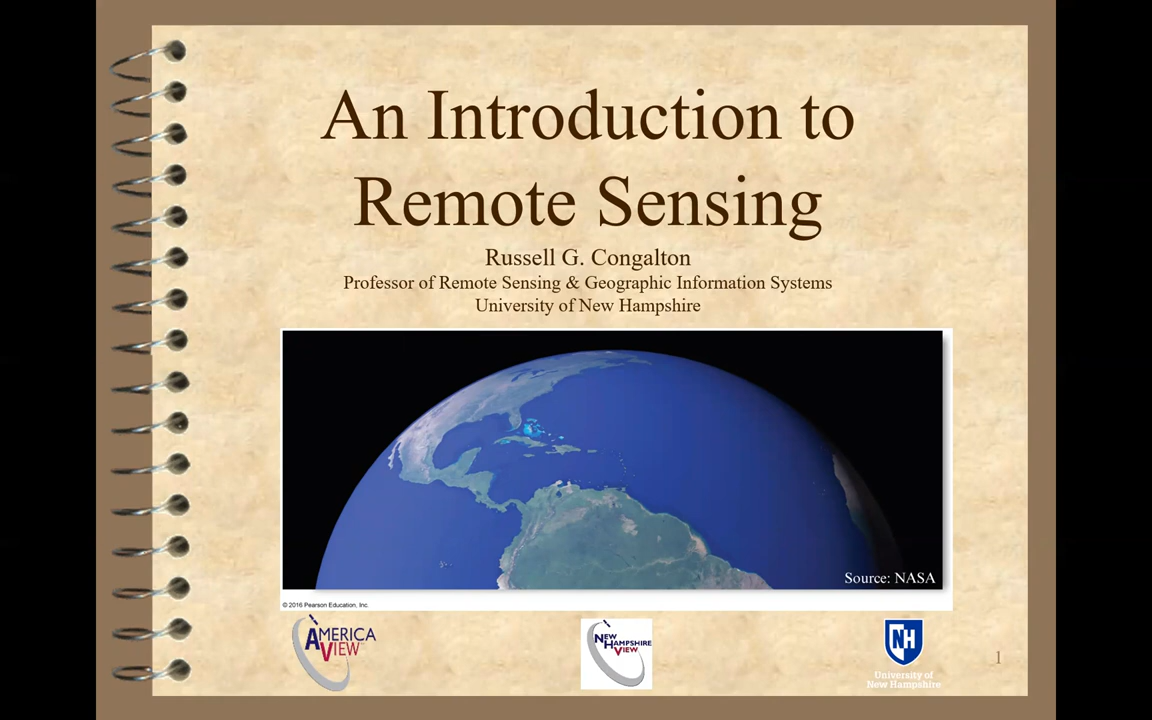 An Introduction to
Remote Sensing
Russell G. Congalton
Professor of Remote Sensing & Geographic Information Systems
University of New Hampshire
Source: NASA
© 2016 Pearson Education, Inc.
AMERICA
VIEW
NEW
HAMPSHIRE
VIEW
NH
University of
New Hampshire
1